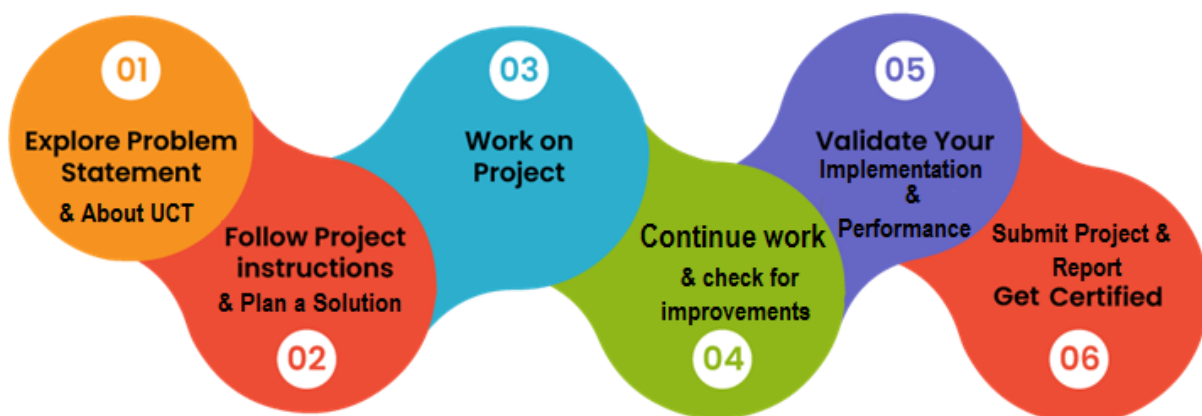 01
Explore Problem
Statement
& About UCT
Follow Project
instructions
& Plan a Solution
02
03
Work on
Project
Continue work
& check for
improvements
04
05
Validate Your
Implementation
&
Performance
Submit Project &
Report
Get Certified
06